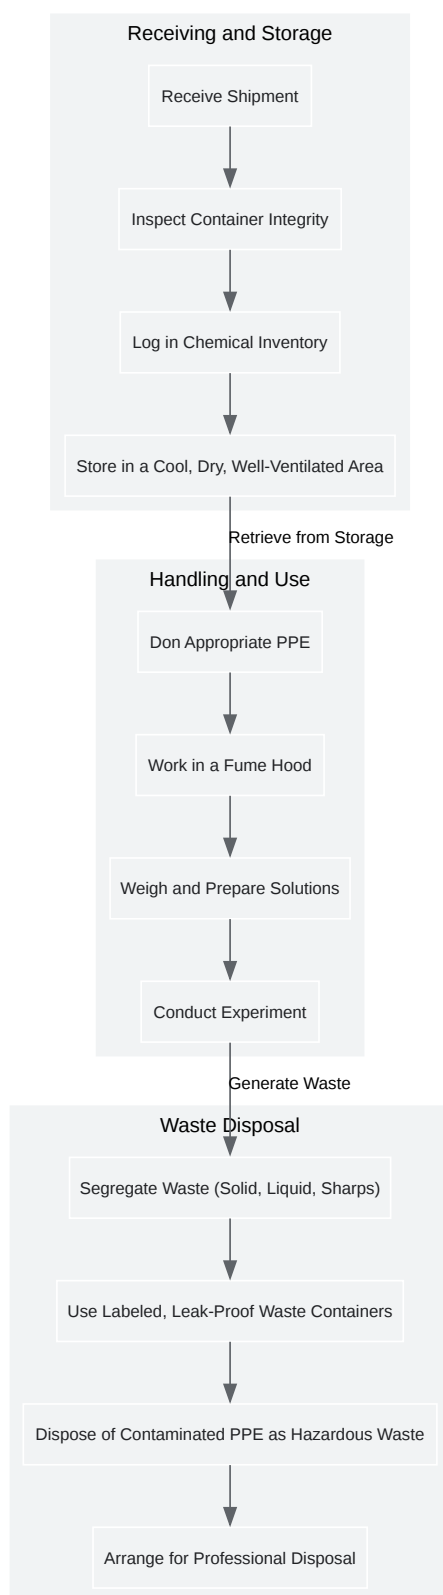 Receiving and Storage
Receive Shipment
Inspect Container Integrity
Log in Chemical Inventory
Store in a Cool, Dry, Well-Ventilated Area
Retrieve from Storage
Handling and Use
Don Appropriate PPE
Work in a Fume Hood
Weigh and Prepare Solutions
Conduct Experiment
Generate Waste
Waste Disposal
Segregate Waste (Solid, Liquid, Sharps)
Use Labeled, Leak-Proof Waste Containers
Dispose of Contaminated PPE as Hazardous Waste
Arrange for Professional Disposal